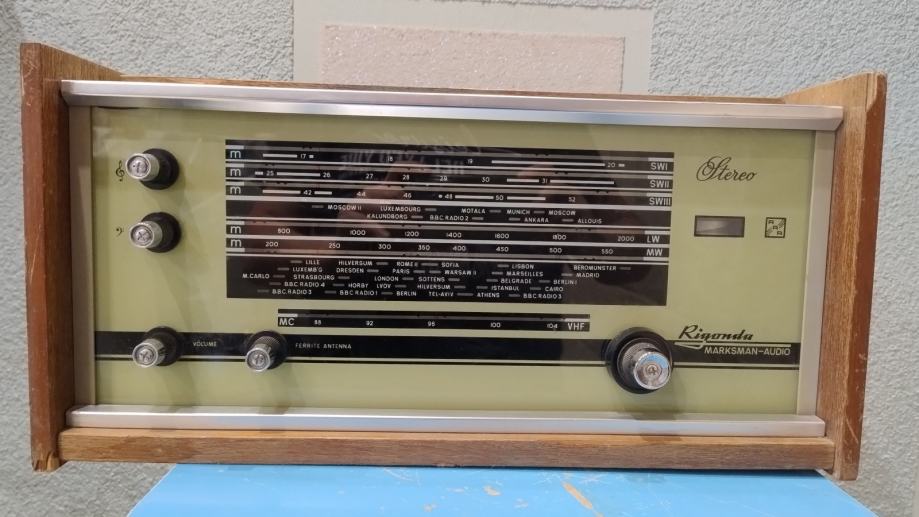 m 17 18 19 20 SWI
m 25 26 27 28 29 30 31 SWII
m 42 44 46 48 50 52 SWIII
MOSCOW II LUXEMBOURG MOTALA MUNICH MOSCOW
KALUNDBORG B.B.C. RADIO 2 ANKARA ALLOUIS
m 800 1000 1200 1400 1600 1800 2000 LW
m 200 250 300 350 400 450 500 550 MW
LILLE HILVERSUM ROME II SOFIA LISBON BEROMUNSTER
LUXEMB'G DRESDEN PARIS WARSAW II MARSEILLES MADRID
M.CARLO STRASBOURG LONDON SOTTENS BELGRADE BERLIN I
B.B.C. RADIO 4 HORBY LVOV HILVERSUM ISTANBUL CAIRO
B.B.C. RADIO 3 B.B.C. RADIO 1 BERLIN TEL-AVIV ATHENS B.B.C. RADIO 3
Stereo
MC 88 92 96 100 104 VHF
VOLUME
FERRITE ANTENNA
Rigonda
MARKSMAN-AUDIO